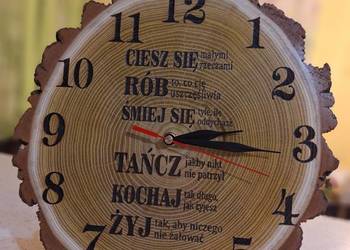 11 12 1
10 2
9 3
8 4
7 5
CIESZ SIĘ małymi rzeczami
RÓB to, co cię uszczęśliwia
ŚMIEJ SIĘ tyle, ile oddychasz
TAŃCZ jakby nikt nie patrzył
KOCHAJ tak długo, jak żyjesz
ŻYJ tak, aby niczego nie żałować